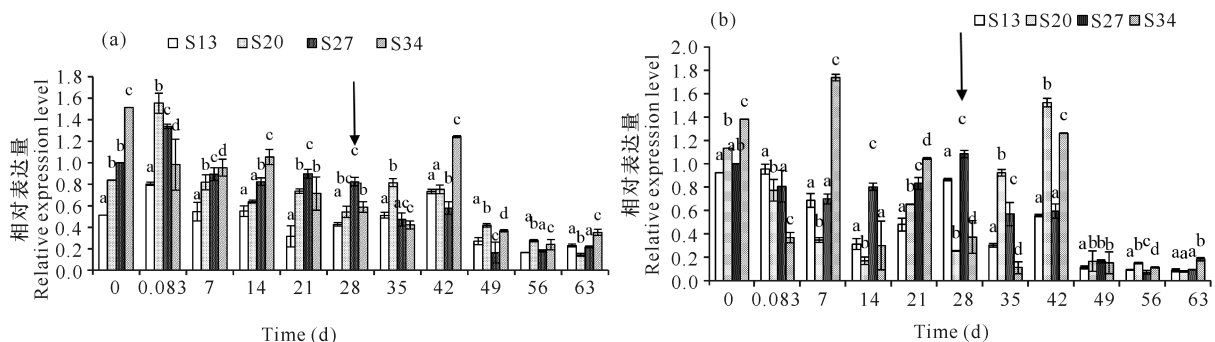 (a)
S13 S20 S27 S34
相对表达量
Relative expression level
1.8
1.6
1.4
1.2
1.0
0.8
0.6
0.4
0.2
0.0
a b b c
a b c d
a b c b
a a b c
a b c b
a bc c b
a b ac c
a a b c
a b c d
a b a b
a b a c
0 0.083 7 14 21 28 35 42 49 56 63
Time (d)
(b)
S13 S20 S27 S34
相对表达量
Relative expression level
2.0
1.8
1.6
1.4
1.2
1.0
0.8
0.6
0.4
0.2
0.0
a b ab c
a b a c
a b a c
a b c a
a b b d
a b c d
a b c d
a b a c
a b b b
a b c d
a a a b
0 0.083 7 14 21 28 35 42 49 56 63
Time (d)